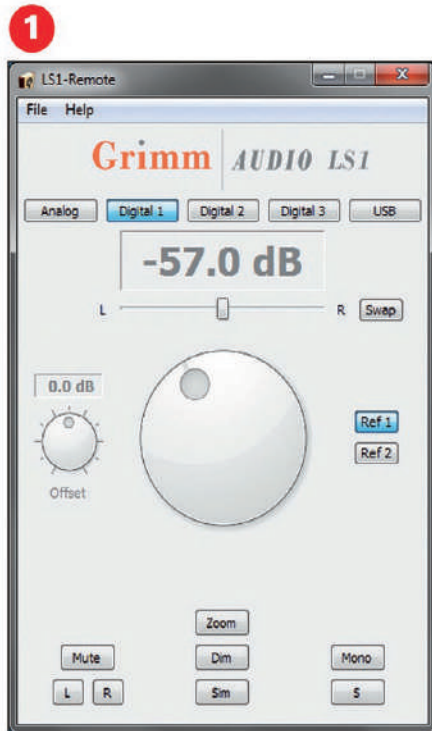 1
LS1-Remote
File Help
Grimm AUDIO LS1
Analog Digital 1 Digital 2 Digital 3 USB
-57.0 dB
L R Swap
0.0 dB
Ref 1
Ref 2
Offset
Zoom
Mute Dim Mono
L R Sim S